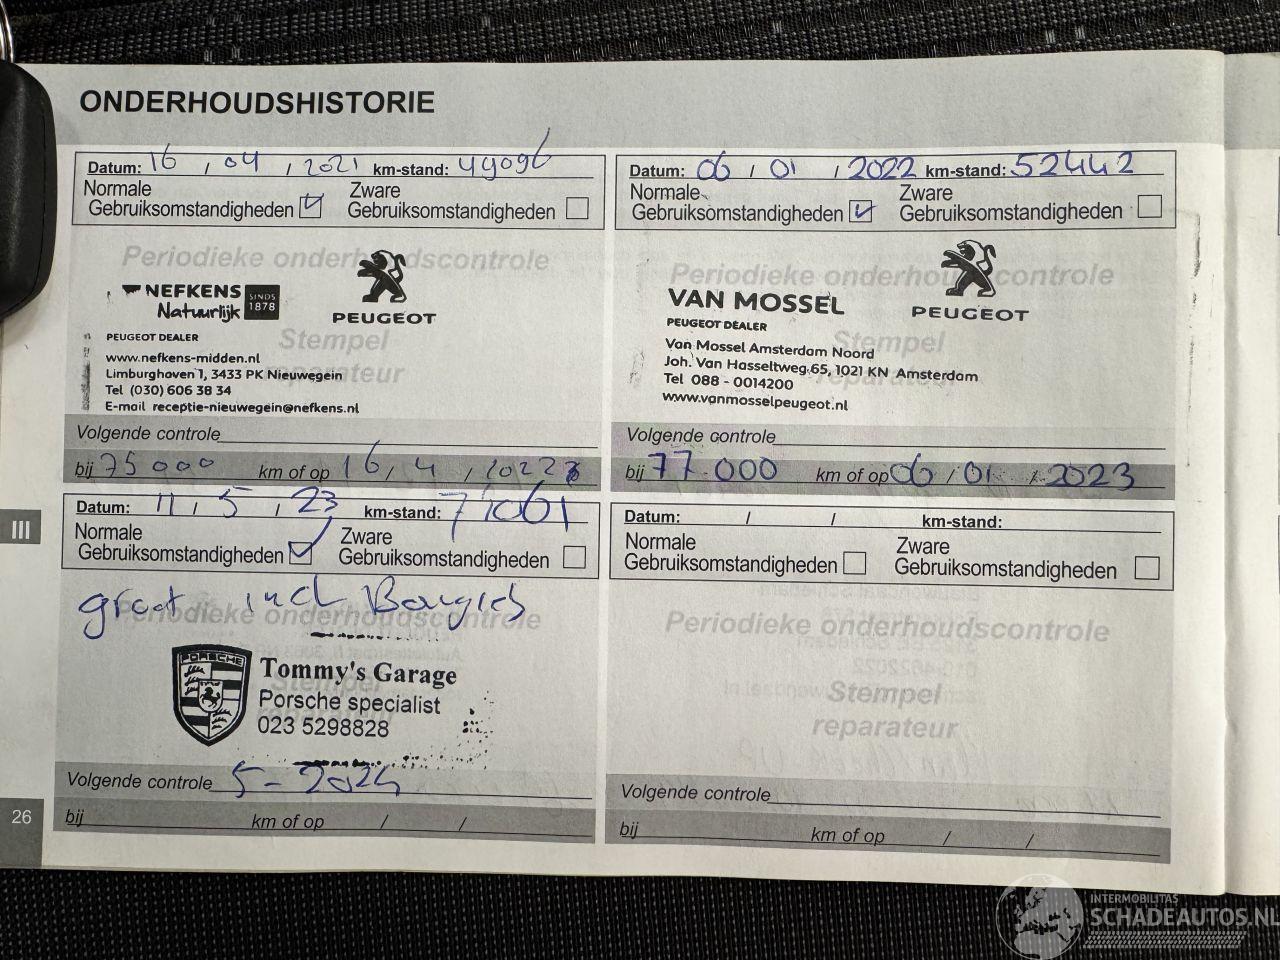 ONDERHOUDSHISTORIE
Datum: 16 / 04 / 2021 km-stand: 49096
Normale
Gebruiksomstandigheden
Zware
Gebruiksomstandigheden
Periodieke onderhoudscontrole
NEFKENS SINDS 1878
Natuurlijk
PEUGEOT
Stempel
reparateur
PEUGEOT DEALER
www.nefkens-midden.nl
Limburghaven 1, 3433 PK Nieuwegein
Tel (030) 606 38 34
E-mail receptie-nieuwegein@nefkens.nl
Volgende controle
bij 75000 km of op 16 / 4 / 2022
Datum: 06 / 01 / 2022 km-stand: 52442
Normale
Gebruiksomstandigheden
Zware
Gebruiksomstandigheden
Periodieke onderhoudscontrole
VAN MOSSEL
PEUGEOT
PEUGEOT DEALER
Stempel
reparateur
Van Mossel Amsterdam Noord
Joh. Van Hasseltweg 65, 1021 KN Amsterdam
Tel 088 - 0014200
www.vanmosselpeugeot.nl
Volgende controle
bij 77.000 km of op 06 / 01 / 2023
III
Datum: 11 / 5 / 23 km-stand:
Normale
Gebruiksomstandigheden
Zware
Gebruiksomstandigheden
groot incl Bougies
Periodieke onderhoudscontrole
PORSCHE
Tommy's Garage
Stempel
Porsche specialist
reparateur
023 5298828
Volgende controle 5-2024
bij km of op / /
Datum: / / km-stand:
Normale
Gebruiksomstandigheden
Zware
Gebruiksomstandigheden
Periodieke onderhoudscontrole
Stempel
reparateur
Volgende controle
bij km of op / /
26
INTERMOBILITAS
SCHADEAUTOS.NL